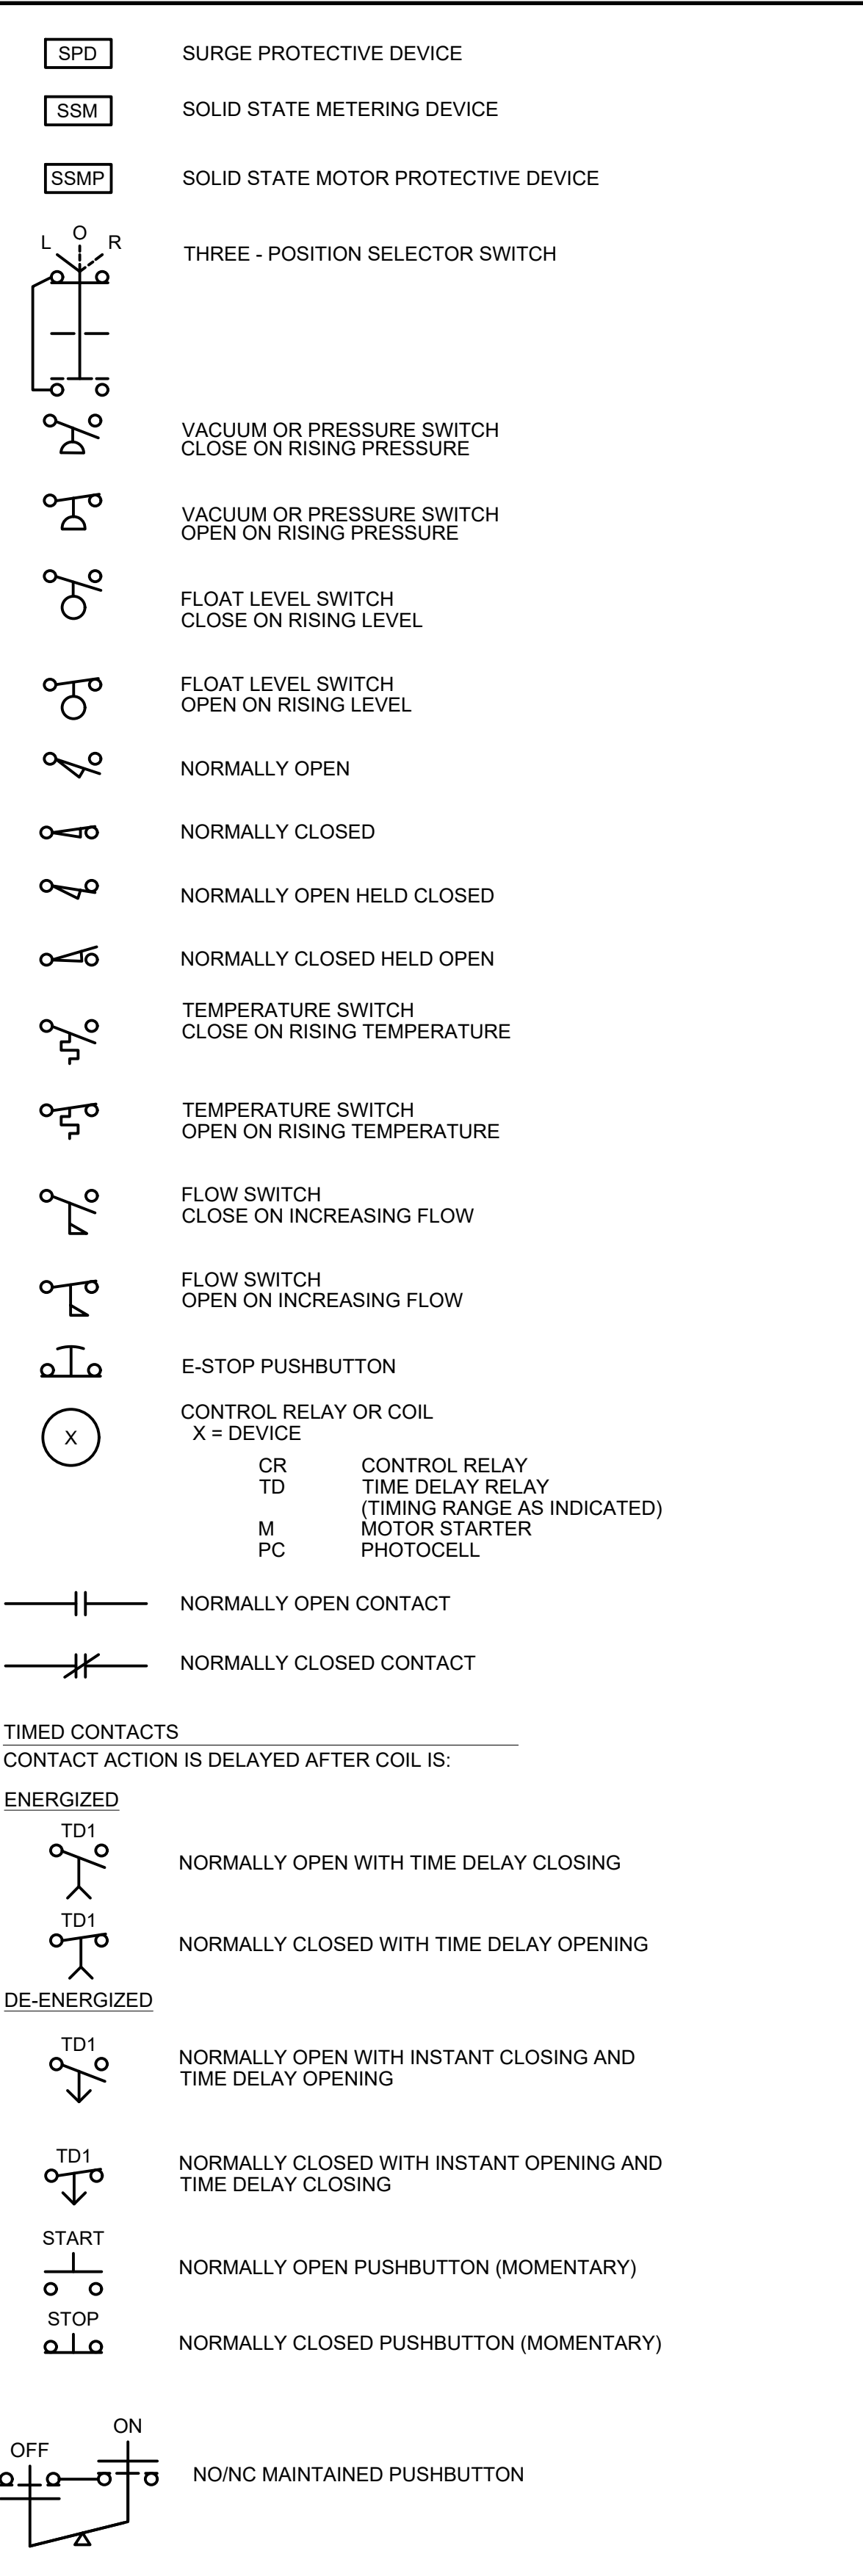 SPD SURGE PROTECTIVE DEVICE
SSM SOLID STATE METERING DEVICE
SSMP SOLID STATE MOTOR PROTECTIVE DEVICE
L O R THREE - POSITION SELECTOR SWITCH
VACUUM OR PRESSURE SWITCH
CLOSE ON RISING PRESSURE
VACUUM OR PRESSURE SWITCH
OPEN ON RISING PRESSURE
FLOAT LEVEL SWITCH
CLOSE ON RISING LEVEL
FLOAT LEVEL SWITCH
OPEN ON RISING LEVEL
NORMALLY OPEN
NORMALLY CLOSED
NORMALLY OPEN HELD CLOSED
NORMALLY CLOSED HELD OPEN
TEMPERATURE SWITCH
CLOSE ON RISING TEMPERATURE
TEMPERATURE SWITCH
OPEN ON RISING TEMPERATURE
FLOW SWITCH
CLOSE ON INCREASING FLOW
FLOW SWITCH
OPEN ON INCREASING FLOW
E-STOP PUSHBUTTON
CONTROL RELAY OR COIL
X X = DEVICE
CR CONTROL RELAY
TD TIME DELAY RELAY
(TIMING RANGE AS INDICATED)
M MOTOR STARTER
PC PHOTOCELL
NORMALLY OPEN CONTACT
NORMALLY CLOSED CONTACT
TIMED CONTACTS
CONTACT ACTION IS DELAYED AFTER COIL IS:
ENERGIZED
TD1
NORMALLY OPEN WITH TIME DELAY CLOSING
TD1
NORMALLY CLOSED WITH TIME DELAY OPENING
DE-ENERGIZED
TD1
NORMALLY OPEN WITH INSTANT CLOSING AND
TIME DELAY OPENING
TD1
NORMALLY CLOSED WITH INSTANT OPENING AND
TIME DELAY CLOSING
START
NORMALLY OPEN PUSHBUTTON (MOMENTARY)
STOP
NORMALLY CLOSED PUSHBUTTON (MOMENTARY)
ON
OFF
NO/NC MAINTAINED PUSHBUTTON